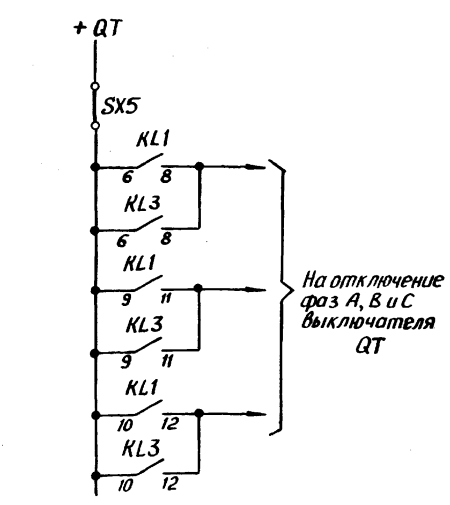 + QT
SX5
KL1
6 8
KL3
6 8
KL1
9 11
KL3
9 11
KL1
10 12
KL3
10 12
На отключение
фаз А, В и С
выключателя
QT